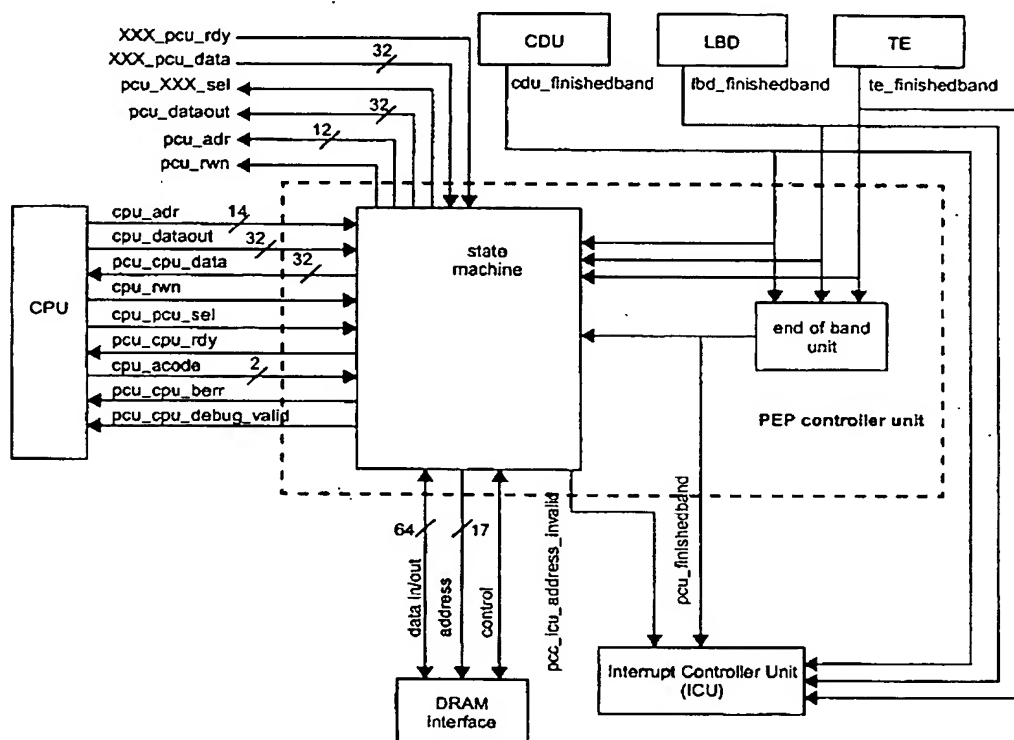 XXX_pcu_rdy
XXX_pcu_data
32
pcu_XXX_sel
pcu_dataout
32
pcu_adr
12
pcu_rwn
CDU
LBD
TE
cdu_finishedband
lbd_finishedband
te_finishedband
CPU
cpu_adr
14
cpu_dataout
32
pcu_cpu_data
32
cpu_rwn
cpu_pcu_sel
pcu_cpu_rdy
cpu_acode
2
pcu_cpu_berr
pcu_cpu_debug_valid
state
machine
end of band
unit
PEP controller unit
64
17
data in/out
address
control
pcc_icu_address_invalid
pcu_finishedband
DRAM
Interface
Interrupt Controller Unit
(ICU)